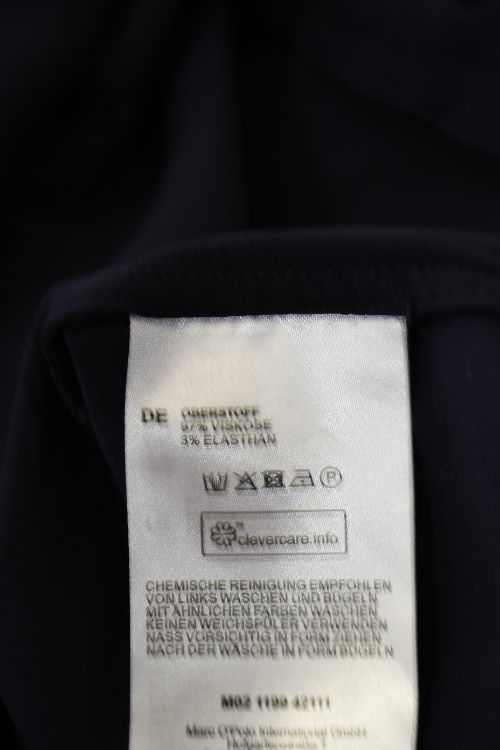 DE OBERSTOFF
97% VISKOSE
3% ELASTHAN
P
clevercare.info
CHEMISCHE REINIGUNG EMPFOHLEN
VON LINKS WASCHEN UND BÜGELN
MIT ÄHNLICHEN FARBEN WASCHEN
KEINEN WEICHSPÜLER VERWENDEN
NASS VORSICHTIG IN FORM ZIEHEN
NACH DER WÄSCHE IN FORM BÜGELN
M02 1199 42111
Marc O'Polo International GmbH
Hofgartenstraße 1